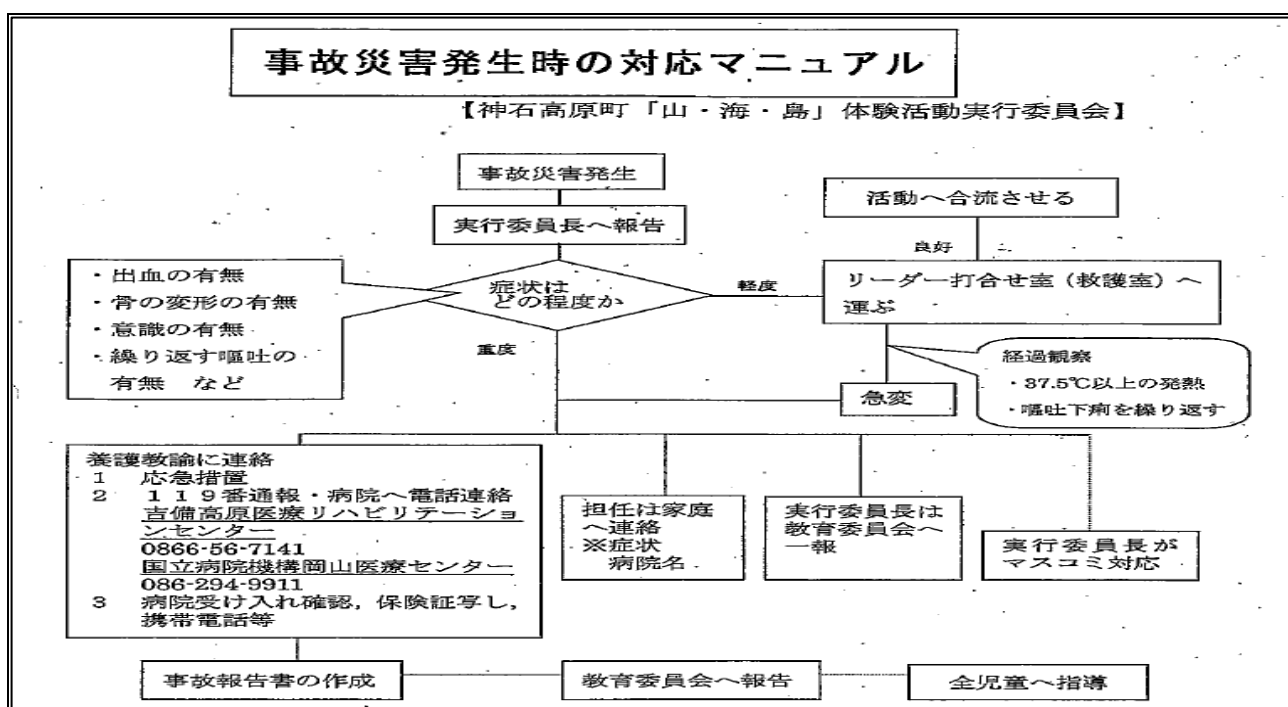 事故災害発生時の対応マニュアル
【神石高原町「山・海・島」体験活動実行委員会】
事故災害発生
実行委員長へ報告
症状は
どの程度か
・出血の有無
・骨の変形の有無
・意識の有無
・繰り返す嘔吐の
有無　など
軽度
重度
活動へ合流させる
良好
リーダー打合せ室（救護室）へ
運ぶ
経過観察
・37.5℃以上の発熱
・嘔吐下痢を繰り返す
急変
養護教諭に連絡
1　応急措置
2　１１９番通報・病院へ電話連絡
吉備高原医療リハビリテーショ
ンセンター
0866-56-7141
国立病院機構岡山医療センター
086-294-9911
3　病院受け入れ確認，保険証写し，
携帯電話等
担任は家庭
へ連絡
※症状
病院名
実行委員長は
教育委員会へ
一報
実行委員長が
マスコミ対応
事故報告書の作成
教育委員会へ報告
全児童へ指導